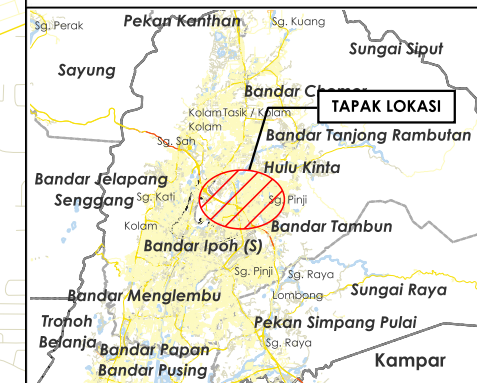 Pekan Kanthan
Sg. Kuang
Sg. Perak
Sungai Siput
Sayung
Bandar Chemor
TAPAK LOKASI
Kolam
Tasik / Kolam
Kolam
Bandar Tanjong Rambutan
Sg. Sah
Hulu Kinta
Bandar Jelapang
Senggang
Sg. Kati
Sg. Pinji
Kolam
Bandar Tambun
Bandar Ipoh (S)
Sg. Pinji
Sg. Raya
Bandar Menglembu
Lombong
Sungai Raya
Tronoh
Belanja
Pekan Simpang Pulai
Sg. Raya
Bandar Papan
Bandar Pusing
Kampar